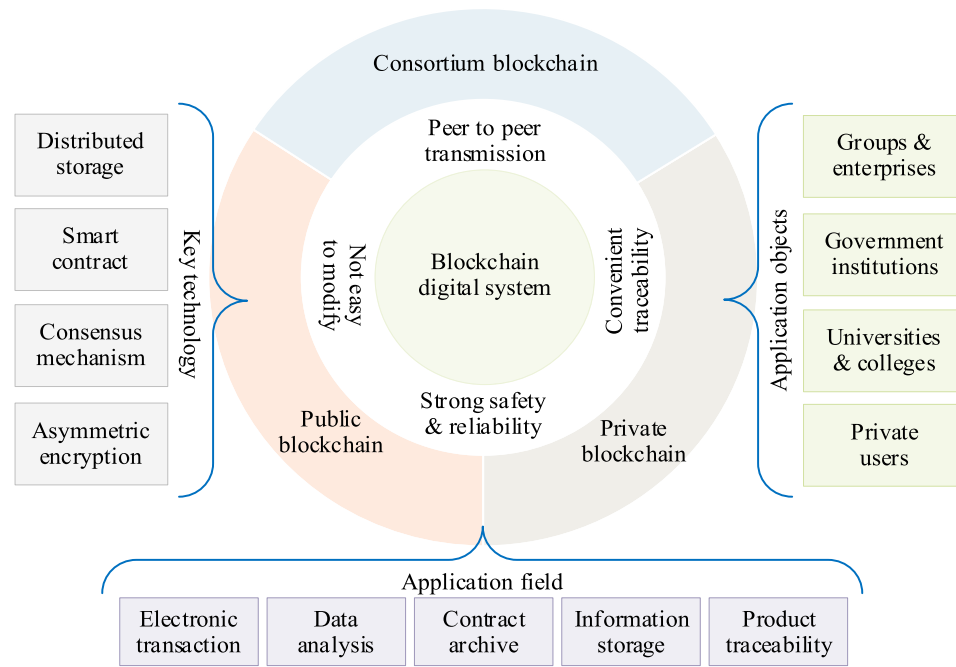 Consortium blockchain
Peer to peer
transmission
Distributed
storage
Smart
contract
Consensus
mechanism
Asymmetric
encryption
Key technology
Not easy
to modify
Blockchain
digital system
Convenient
traceability
Strong safety
& reliability
Public
blockchain
Private
blockchain
Application objects
Groups &
enterprises
Government
institutions
Universities
& colleges
Private
users
Application field
Electronic
transaction
Data
analysis
Contract
archive
Information
storage
Product
traceability